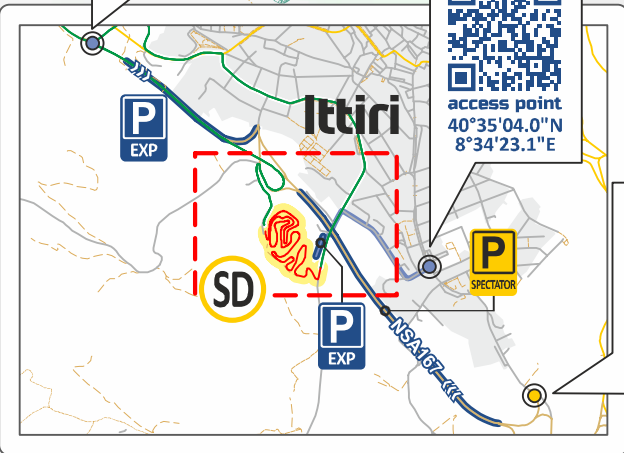 access point
40°35'04.0"N
8°34'23.1"E
P
EXP
Ittiri
P
SPECTATOR
SD
P
EXP
NSA167